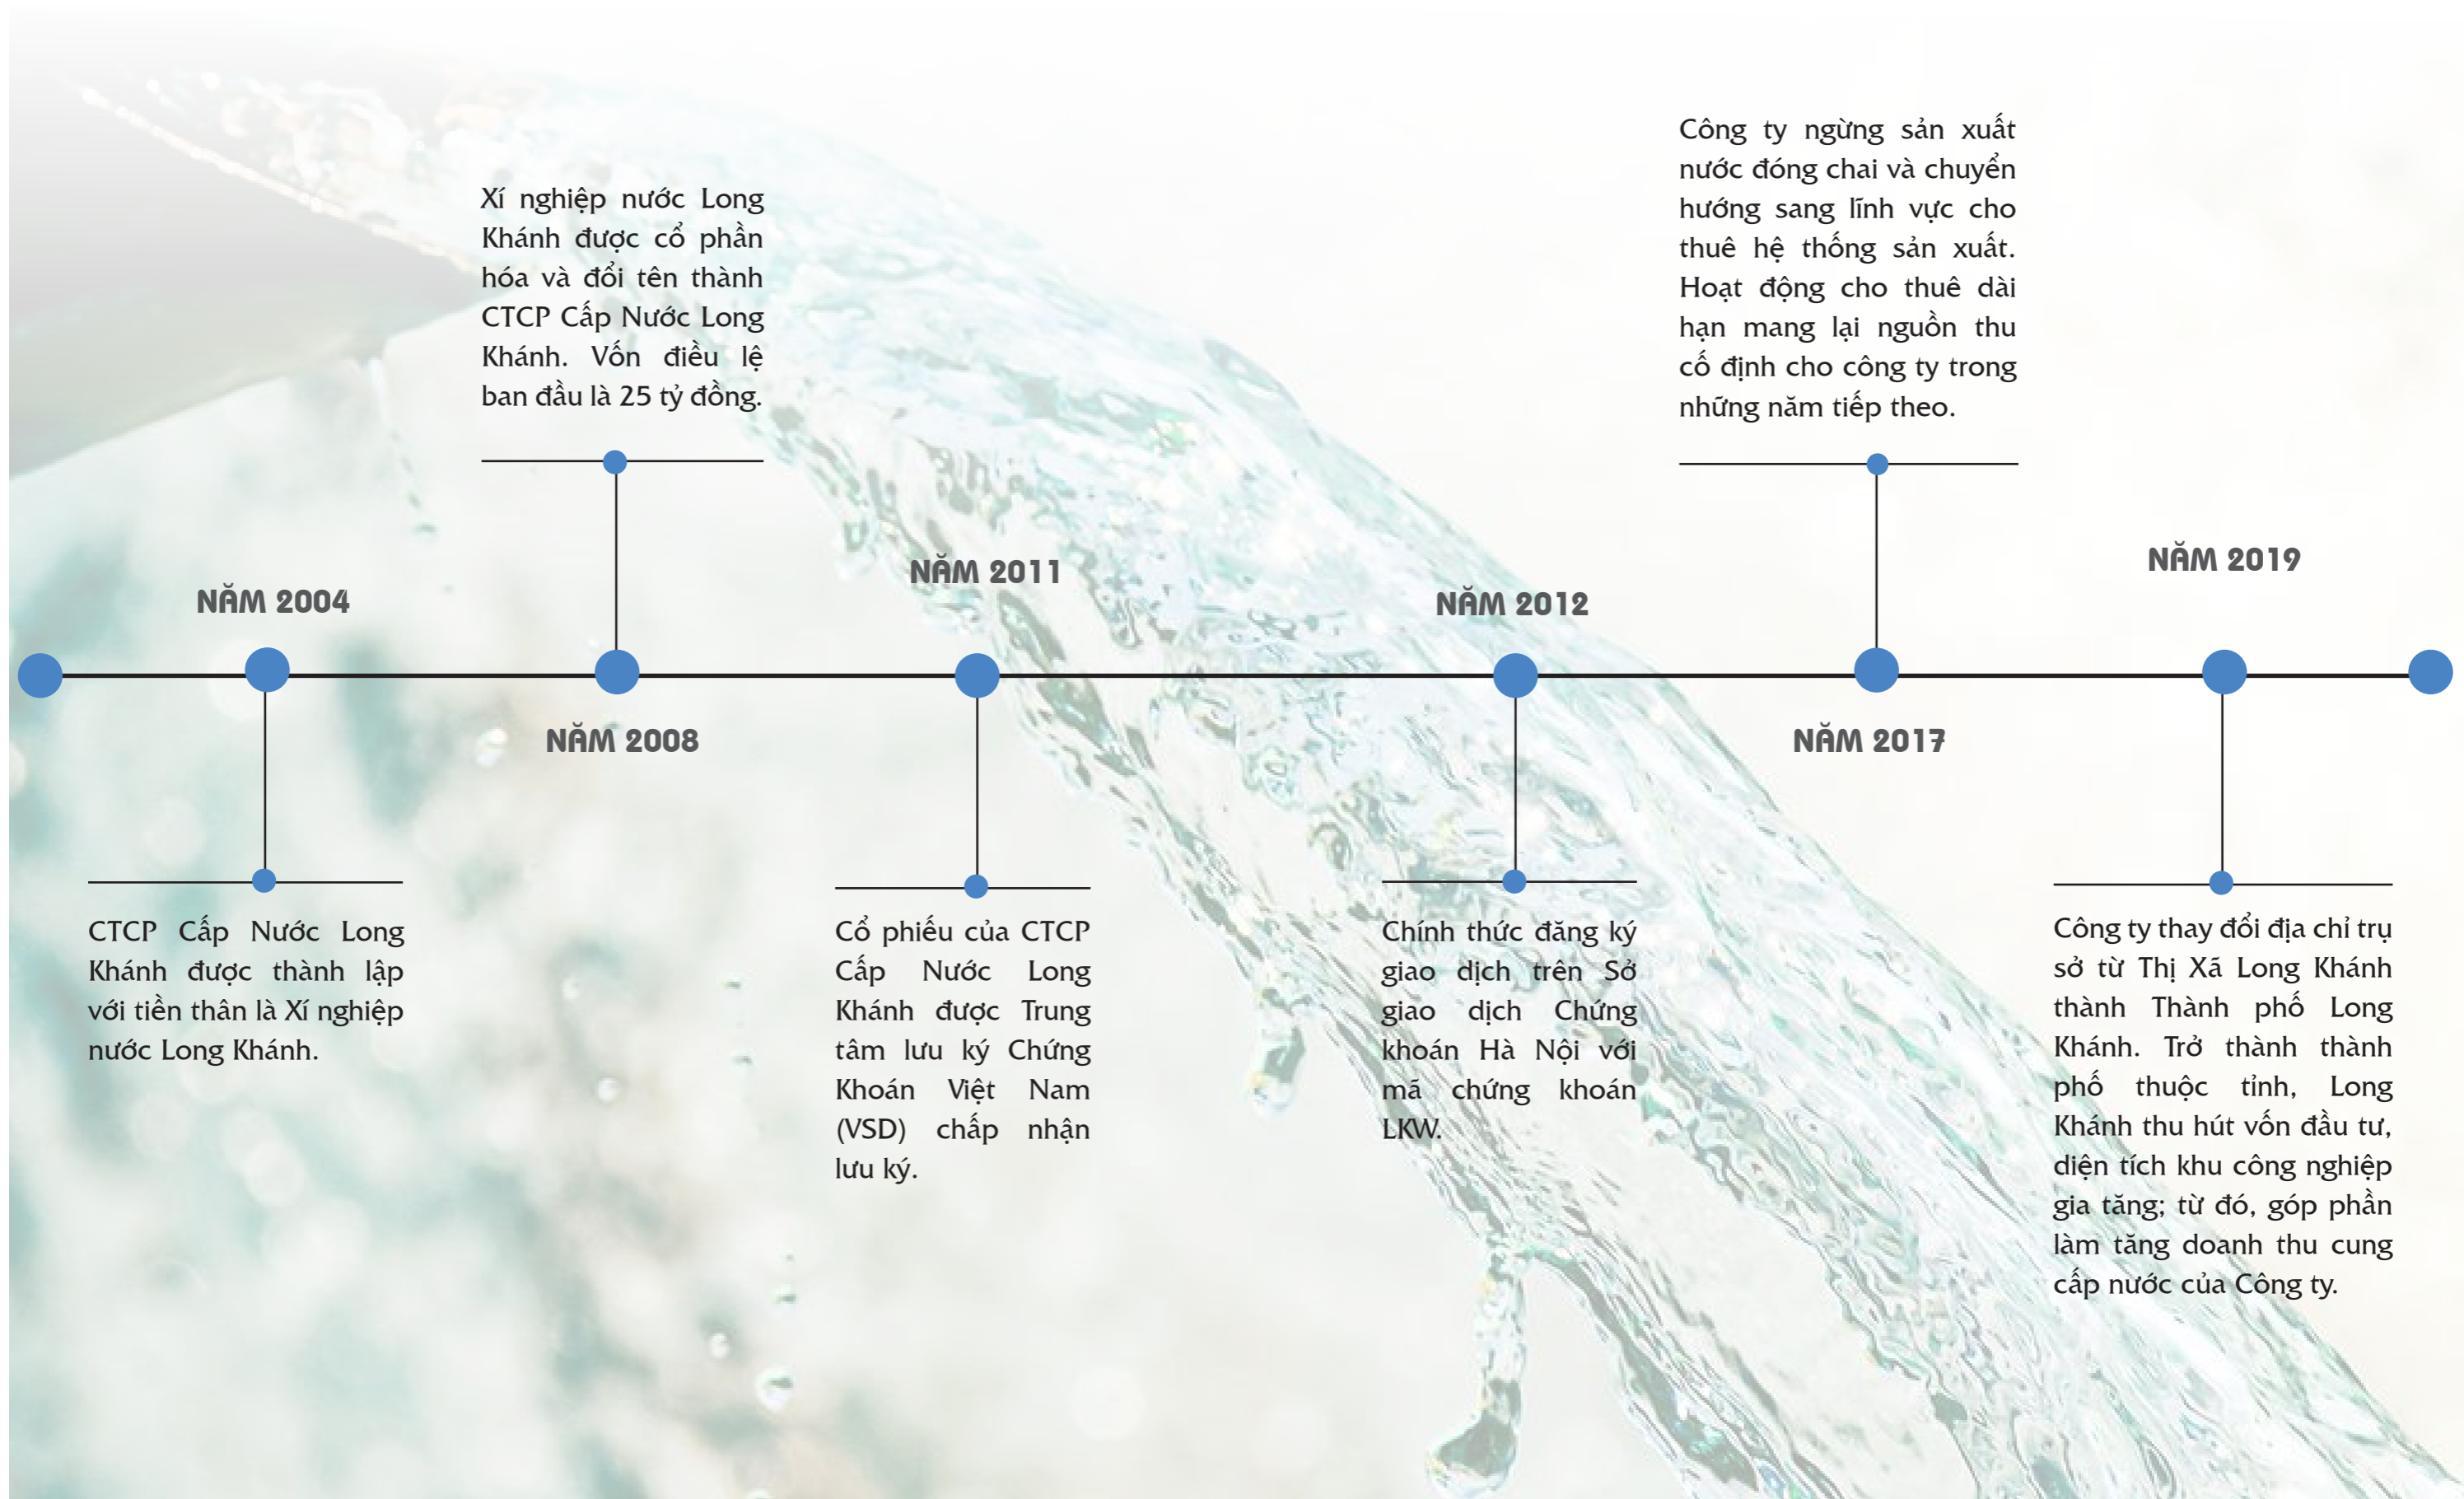 NĂM 2004
CTCP Cấp Nước Long
Khánh được thành lập
với tiền thân là Xí nghiệp
nước Long Khánh.
Xí nghiệp nước Long
Khánh được cổ phần
hóa và đổi tên thành
CTCP Cấp Nước Long
Khánh. Vốn điều lệ
ban đầu là 25 tỷ đồng.
NĂM 2008
NĂM 2011
Cổ phiếu của CTCP
Cấp Nước Long
Khánh được Trung
tâm lưu ký Chứng
Khoán Việt Nam
(VSD) chấp nhận
lưu ký.
NĂM 2012
Chính thức đăng ký
giao dịch trên Sở
giao dịch Chứng
khoán Hà Nội với
mã chứng khoán
LKW.
Công ty ngừng sản xuất
nước đóng chai và chuyển
hướng sang lĩnh vực cho
thuê hệ thống sản xuất.
Hoạt động cho thuê dài
hạn mang lại nguồn thu
cố định cho công ty trong
những năm tiếp theo.
NĂM 2017
NĂM 2019
Công ty thay đổi địa chỉ trụ
sở từ Thị Xã Long Khánh
thành Thành phố Long
Khánh. Trở thành thành
phố thuộc tỉnh, Long
Khánh thu hút vốn đầu tư,
diện tích khu công nghiệp
gia tăng; từ đó, góp phần
làm tăng doanh thu cung
cấp nước của Công ty.